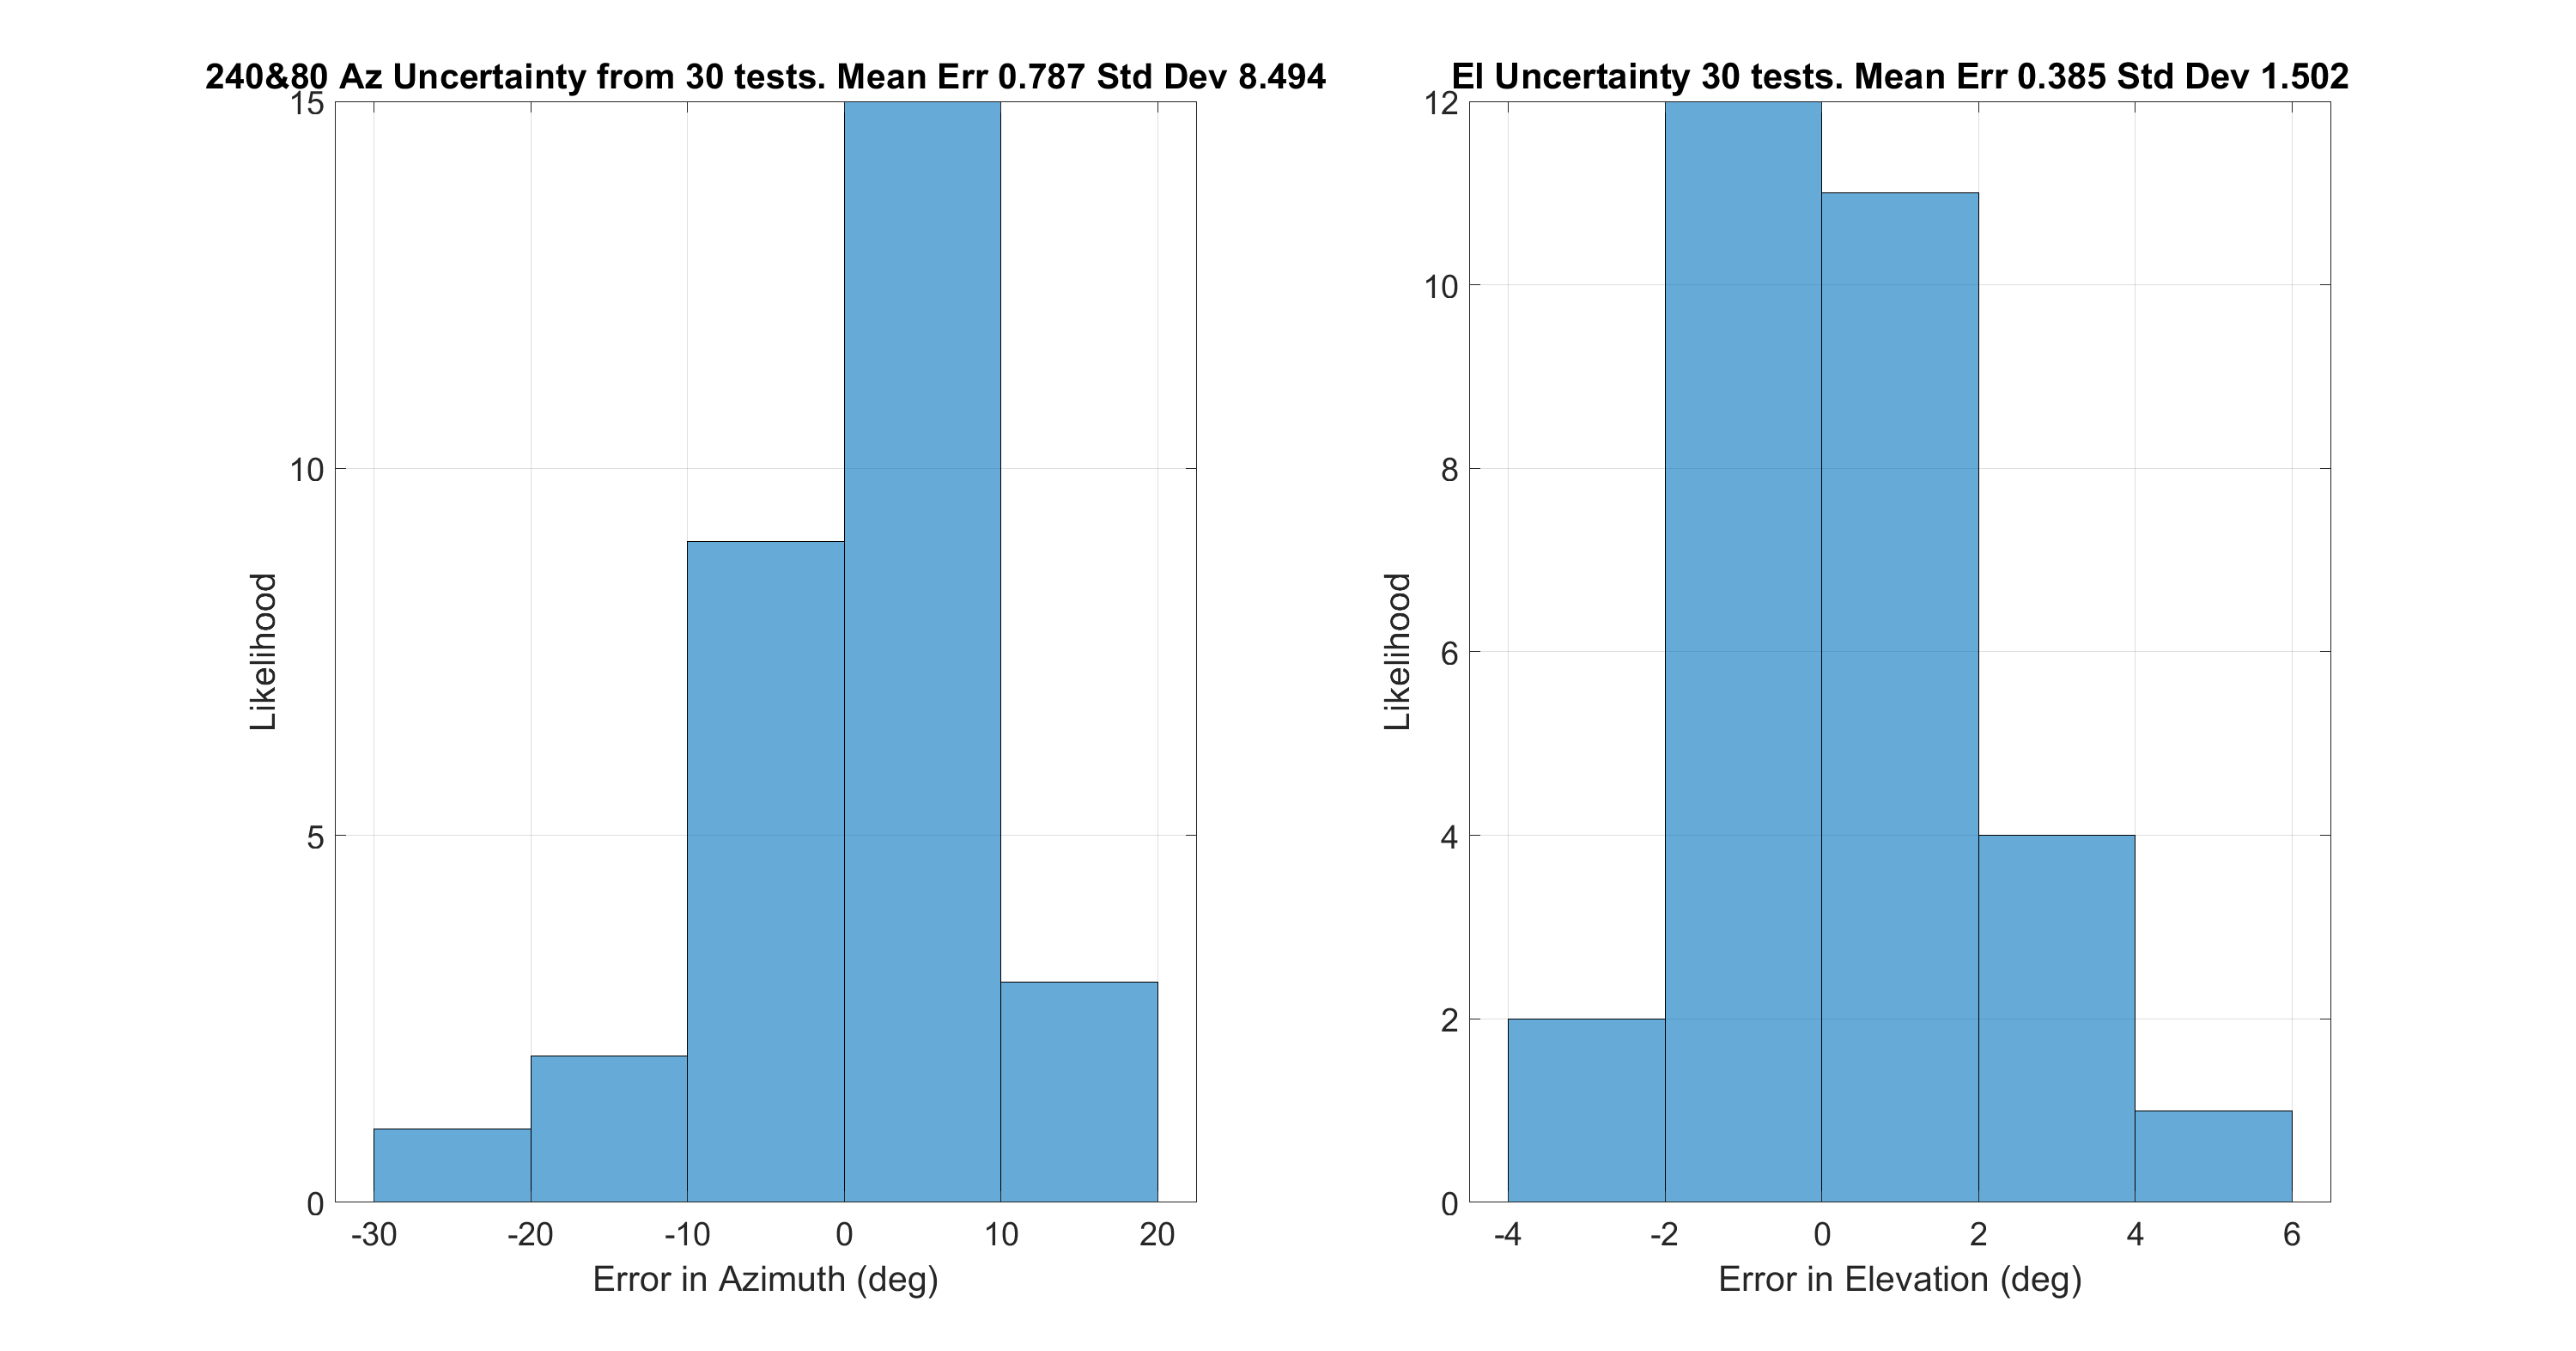 240&80 Az Uncertainty from 30 tests. Mean Err 0.787 Std Dev 8.494
15
10
5
0
Likelihood
-30 -20 -10 0 10 20
Error in Azimuth (deg)
El Uncertainty 30 tests. Mean Err 0.385 Std Dev 1.502
12
10
8
6
4
2
0
Likelihood
-4 -2 0 2 4 6
Error in Elevation (deg)